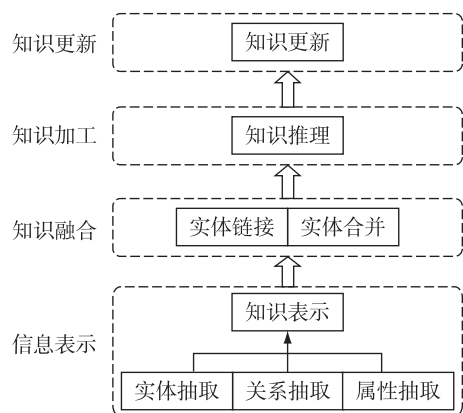 知识更新 知识更新
知识加工 知识推理
知识融合 实体链接 实体合并
知识表示
信息表示
实体抽取 关系抽取 属性抽取